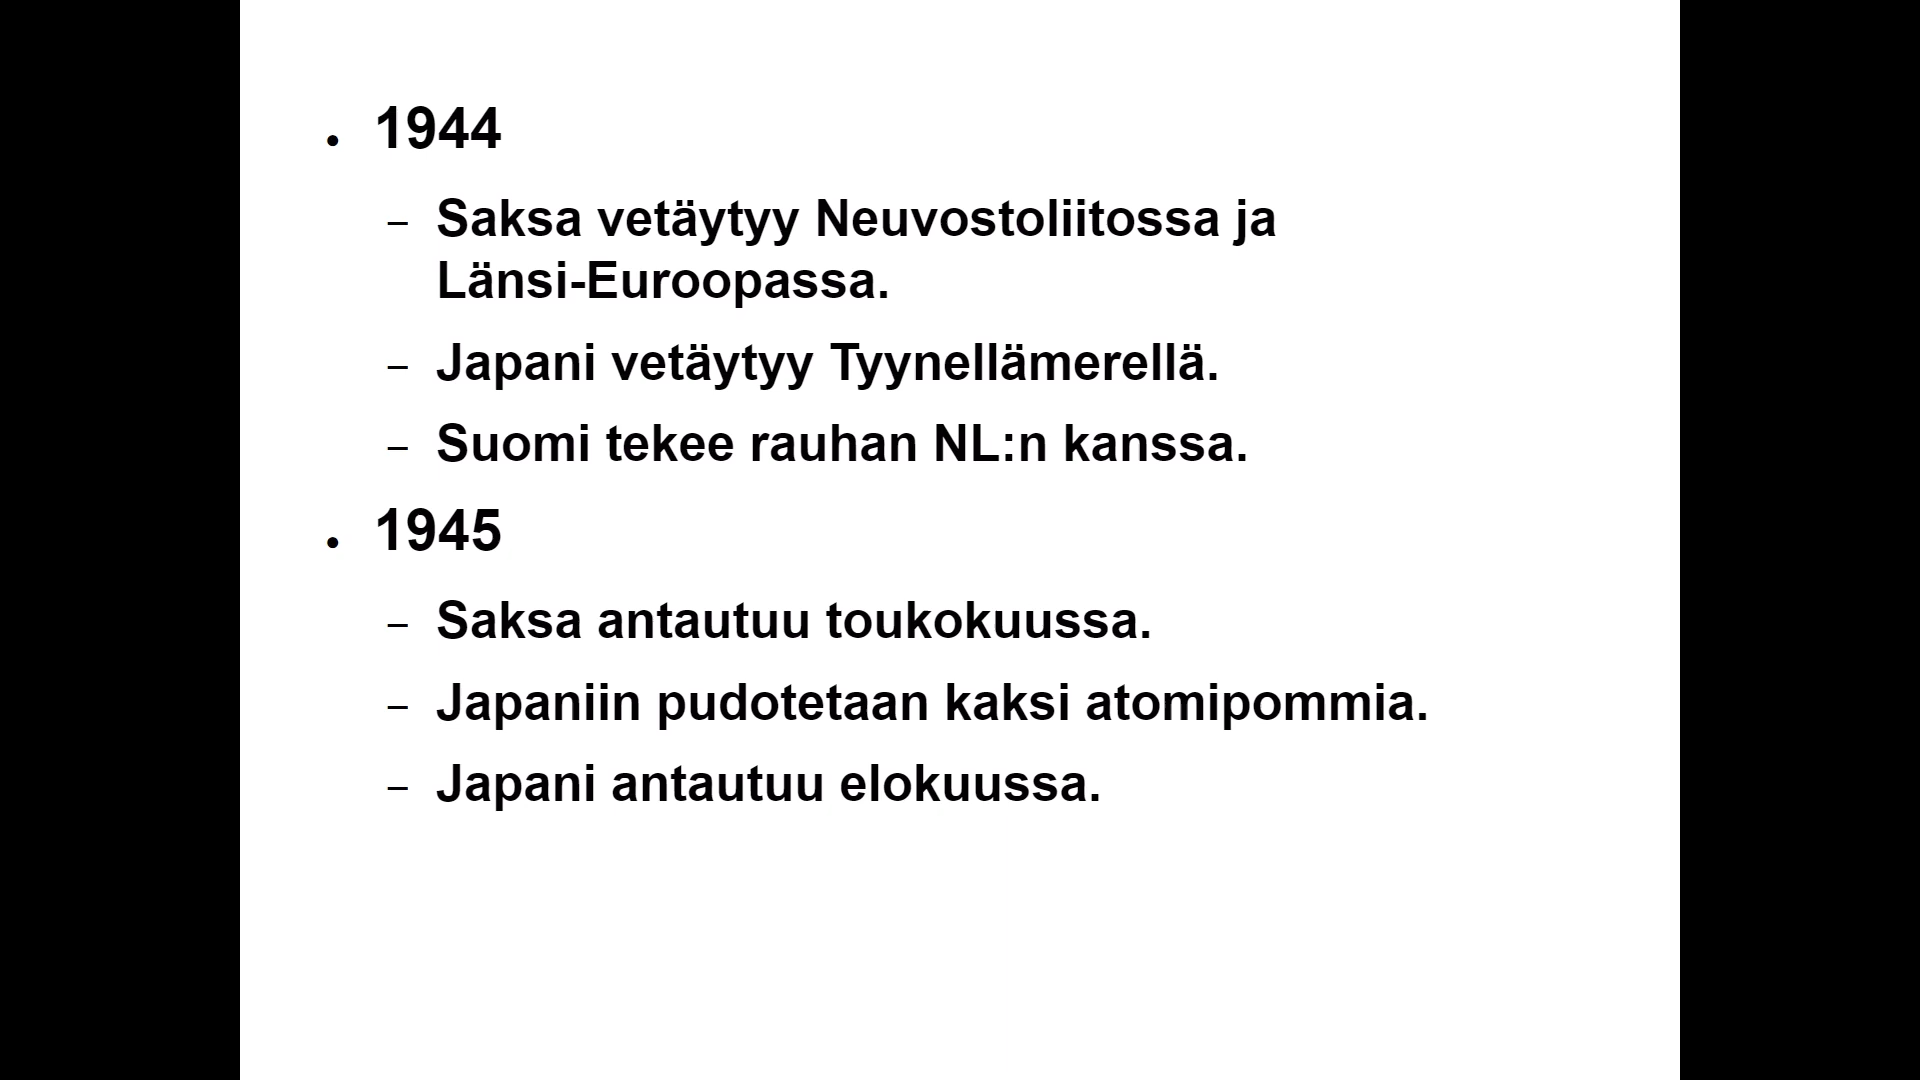 • 1944
– Saksa vetäytyy Neuvostoliitossa ja
Länsi-Euroopassa.
– Japani vetäytyy Tyynellämerellä.
– Suomi tekee rauhan NL:n kanssa.
• 1945
– Saksa antautuu toukokuussa.
– Japaniin pudotetaan kaksi atomipommia.
– Japani antautuu elokuussa.